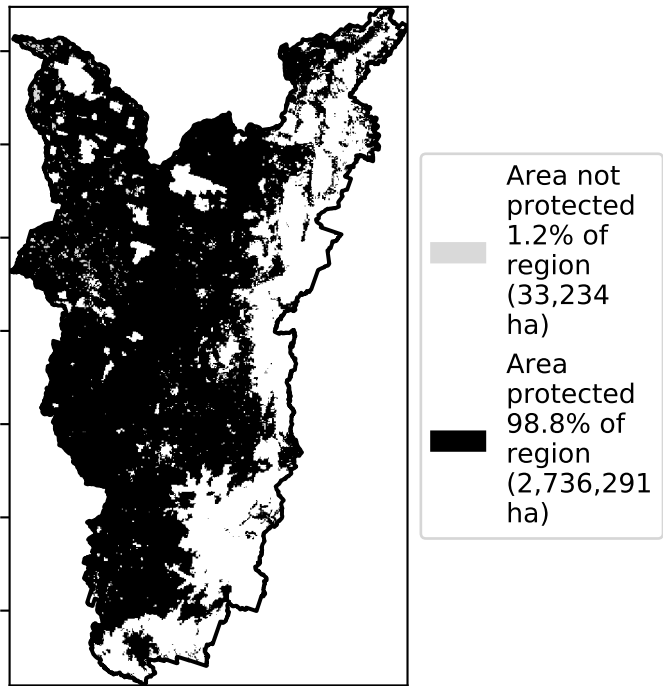 Area not
protected
1.2% of
region
(33,234
ha)
Area
protected
98.8% of
region
(2,736,291
ha)